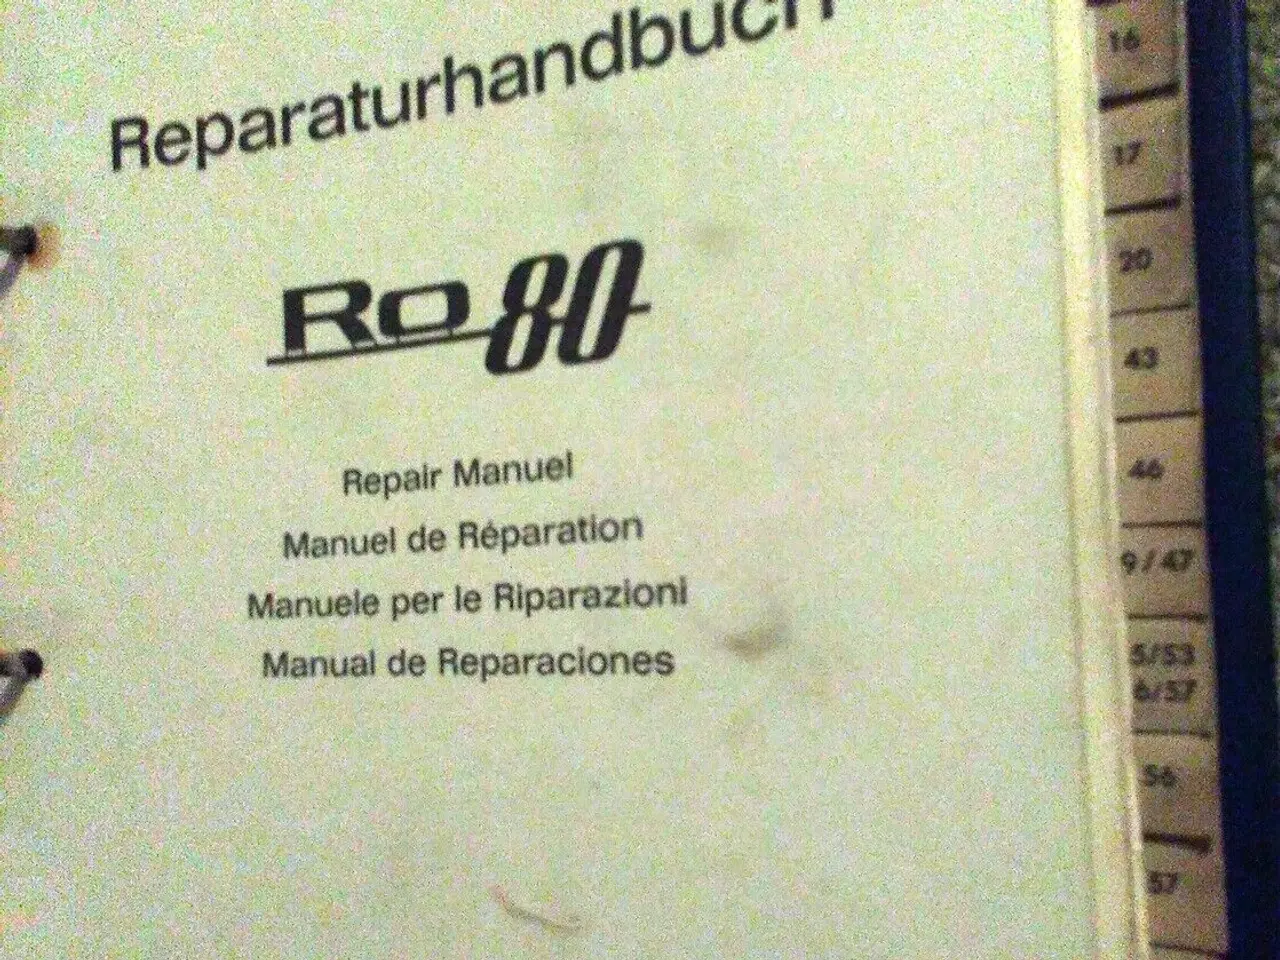 Reparaturhandbuch
Ro 80
Repair Manuel
Manuel de Réparation
Manuele per le Riparazioni
Manual de Reparaciones
16
17
20
43
46
9/47
5/53
6/57
56
57